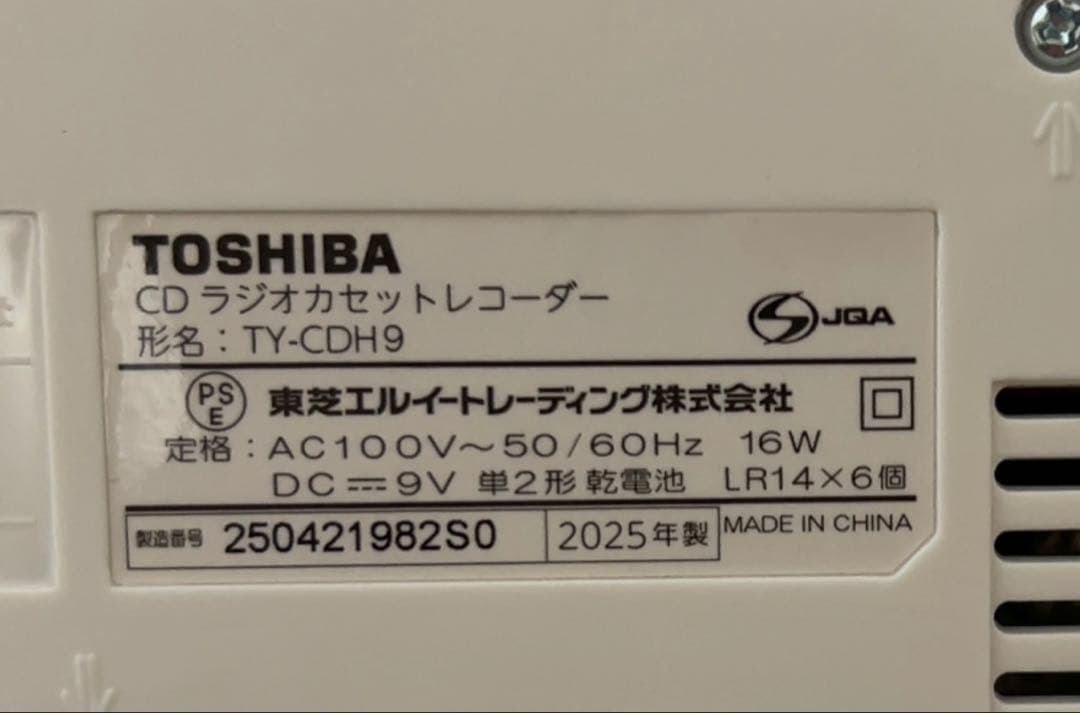 TOSHIBA
CD ラジオカセットレコーダー
形名：TY-CDH9
JQA
PS
E
東芝エルイートレーディング株式会社
定格：AC100V～50/60Hz 16W
DC⎓9V 単2形 乾電池 LR14×6個
製造番号 250421982S0 2025年製
MADE IN CHINA